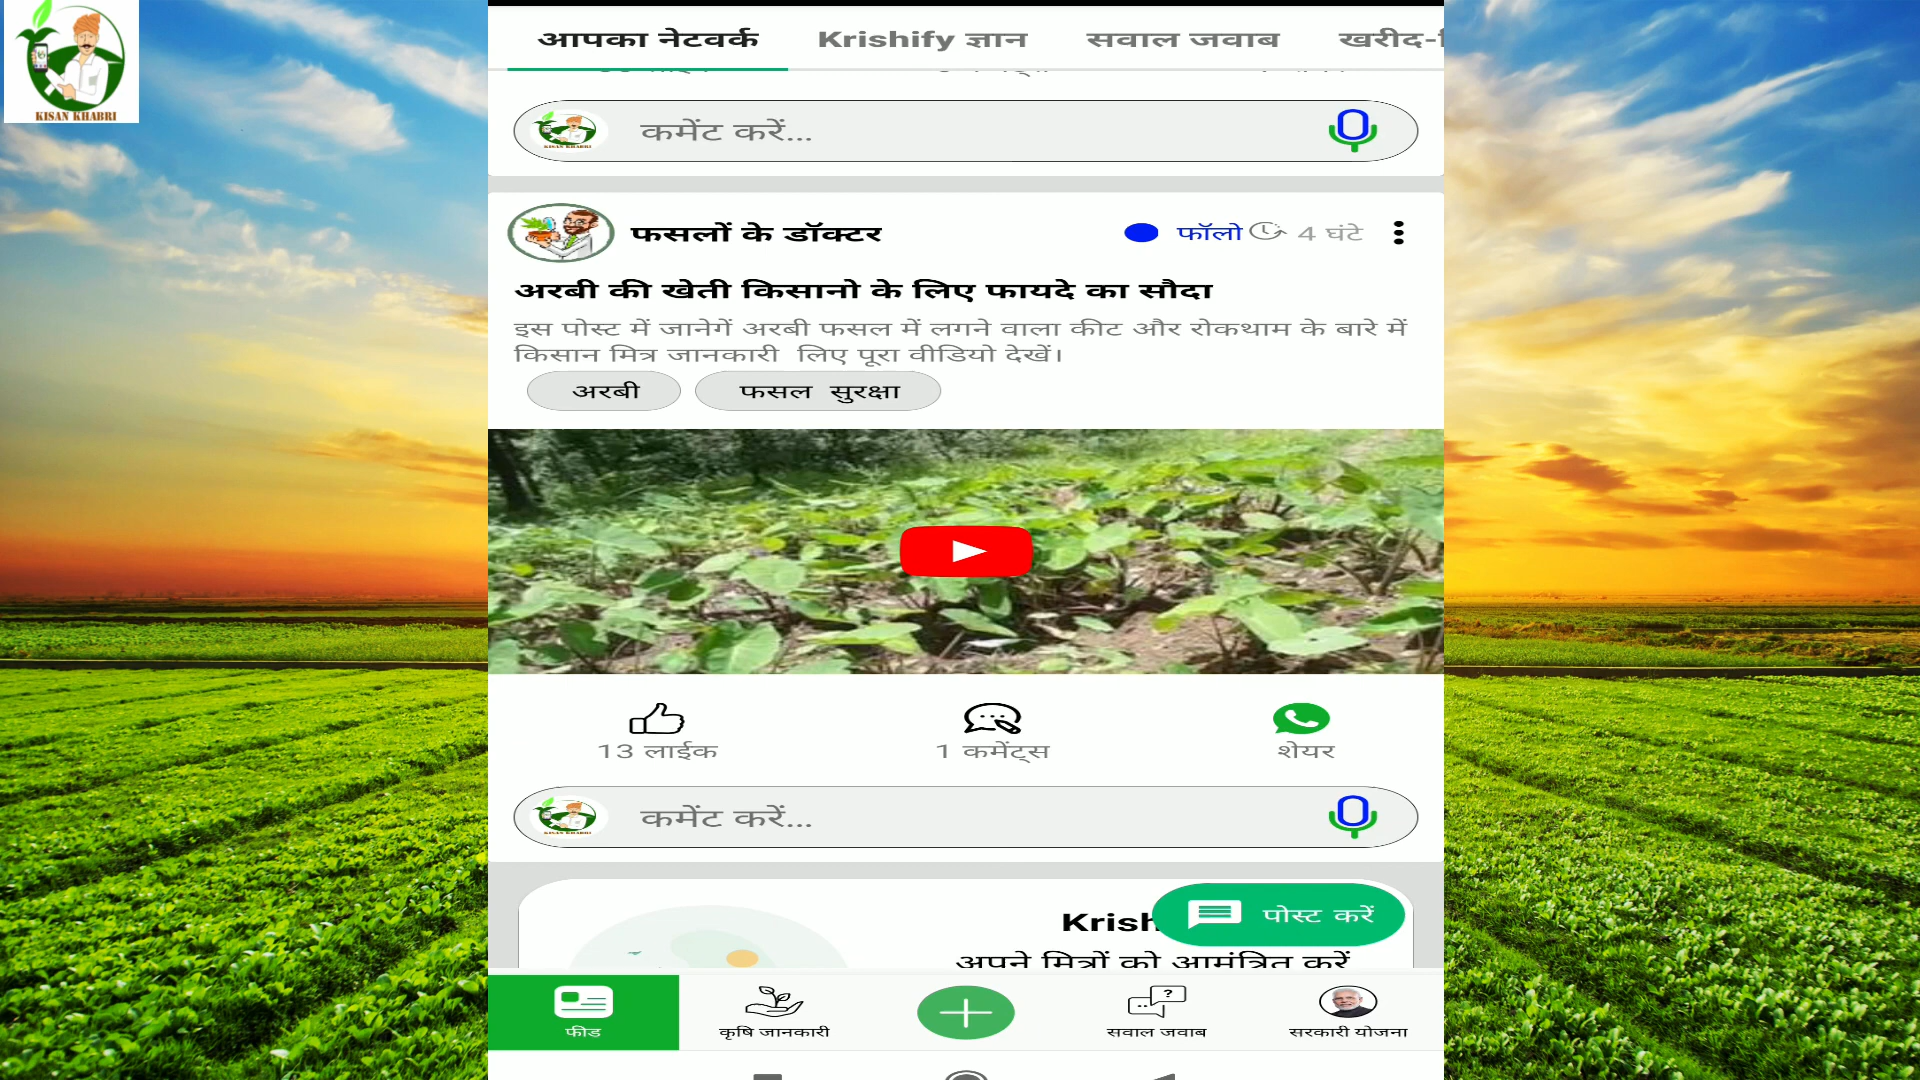 KISAN KHABRI
आपका नेटवर्क Krishify ज्ञान सवाल जवाब खरीद-
कमेंट करें...
फसलों के डॉक्टर फॉलो 4 घंटे
अरबी की खेती किसानो के लिए फायदे का सौदा
इस पोस्ट में जानेगें अरबी फसल में लगने वाला कीट और रोकथाम के बारे में
किसान मित्र जानकारी लिए पूरा वीडियो देखें।
अरबी फसल सुरक्षा
13 लाईक 1 कमेंट्स शेयर
कमेंट करें...
पोस्ट करें
अपने मित्रों को आमंत्रित करें
फीड कृषि जानकारी सवाल जवाब सरकारी योजना